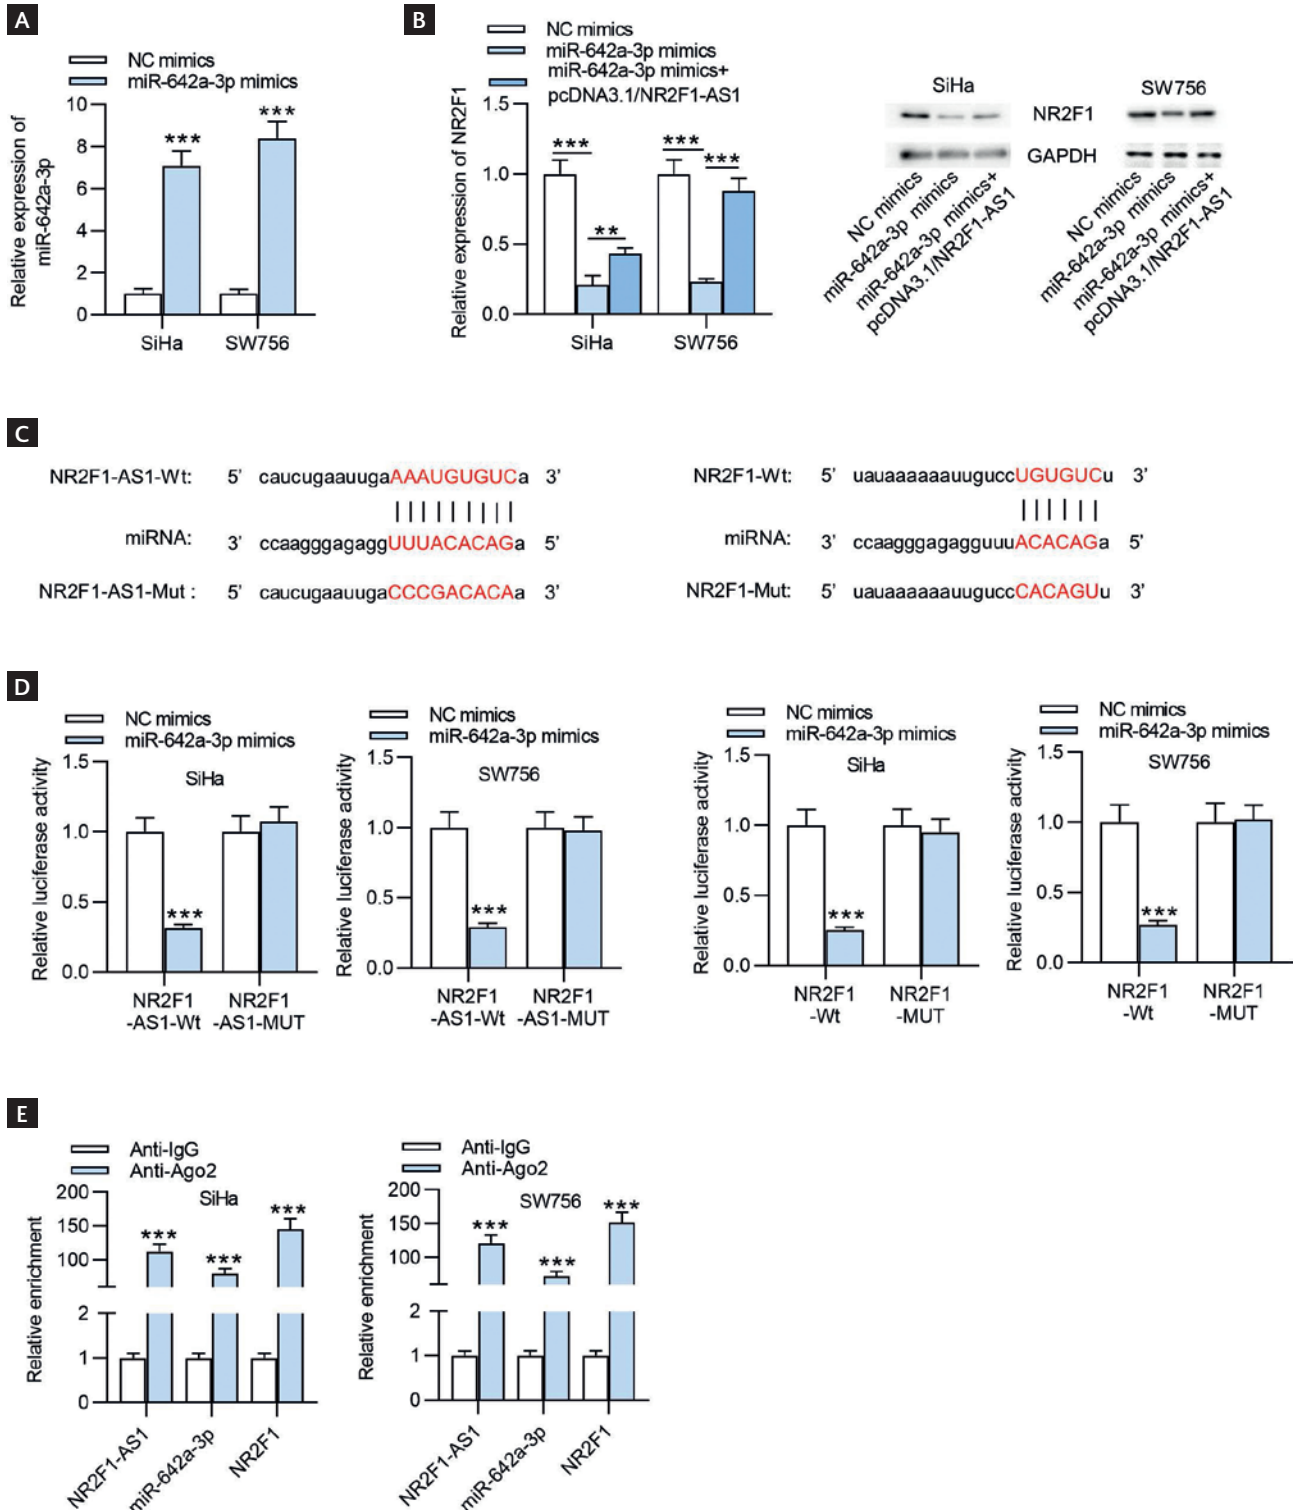 A
NC mimics
miR-642a-3p mimics
Relative expression of
miR-642a-3p
10
8
6
4
2
0
***
***
SiHa
SW756
B
NC mimics
miR-642a-3p mimics
miR-642a-3p mimics+
pcDNA3.1/NR2F1-AS1
Relative expression of NR2F1
1.5
1.0
0.5
0.0
***
**
***
***
SiHa
SW756
SiHa
SW756
NR2F1
GAPDH
NC mimics
miR-642a-3p mimics
miR-642a-3p mimics+
pcDNA3.1/NR2F1-AS1
NC mimics
miR-642a-3p mimics
miR-642a-3p mimics+
pcDNA3.1/NR2F1-AS1
C
NR2F1-AS1-Wt: 5’ caucugaauugaAAAUGUGUCa 3’
miRNA: 3’ ccaagggagaggUUUACACAGa 5’
NR2F1-AS1-Mut : 5’ caucugaauugaCCCGACACAa 3’
NR2F1-Wt: 5’ uauaaaaaauuguccUGUGUCu 3’
miRNA: 3’ ccaagggagagguuuACACAGa 5’
NR2F1-Mut: 5’ uauaaaaaauuguccCACAGUu 3’
D
NC mimics
miR-642a-3p mimics
SiHa
Relative luciferase activity
1.5
1.0
0.5
0.0
***
NR2F1
-AS1-Wt
NR2F1
-AS1-MUT
NC mimics
miR-642a-3p mimics
SW756
Relative luciferase activity
1.5
1.0
0.5
0.0
***
NR2F1
-AS1-Wt
NR2F1
-AS1-MUT
NC mimics
miR-642a-3p mimics
SiHa
Relative luciferase activity
1.5
1.0
0.5
0.0
***
NR2F1
-Wt
NR2F1
-MUT
NC mimics
miR-642a-3p mimics
SW756
Relative luciferase activity
1.5
1.0
0.5
0.0
***
NR2F1
-Wt
NR2F1
-MUT
E
Anti-IgG
Anti-Ago2
SiHa
Relative enrichment
200
150
100
2
1
0
***
***
***
NR2F1-AS1
miR-642a-3p
NR2F1
Anti-IgG
Anti-Ago2
SW756
Relative enrichment
200
150
100
2
1
0
***
***
***
NR2F1-AS1
miR-642a-3p
NR2F1